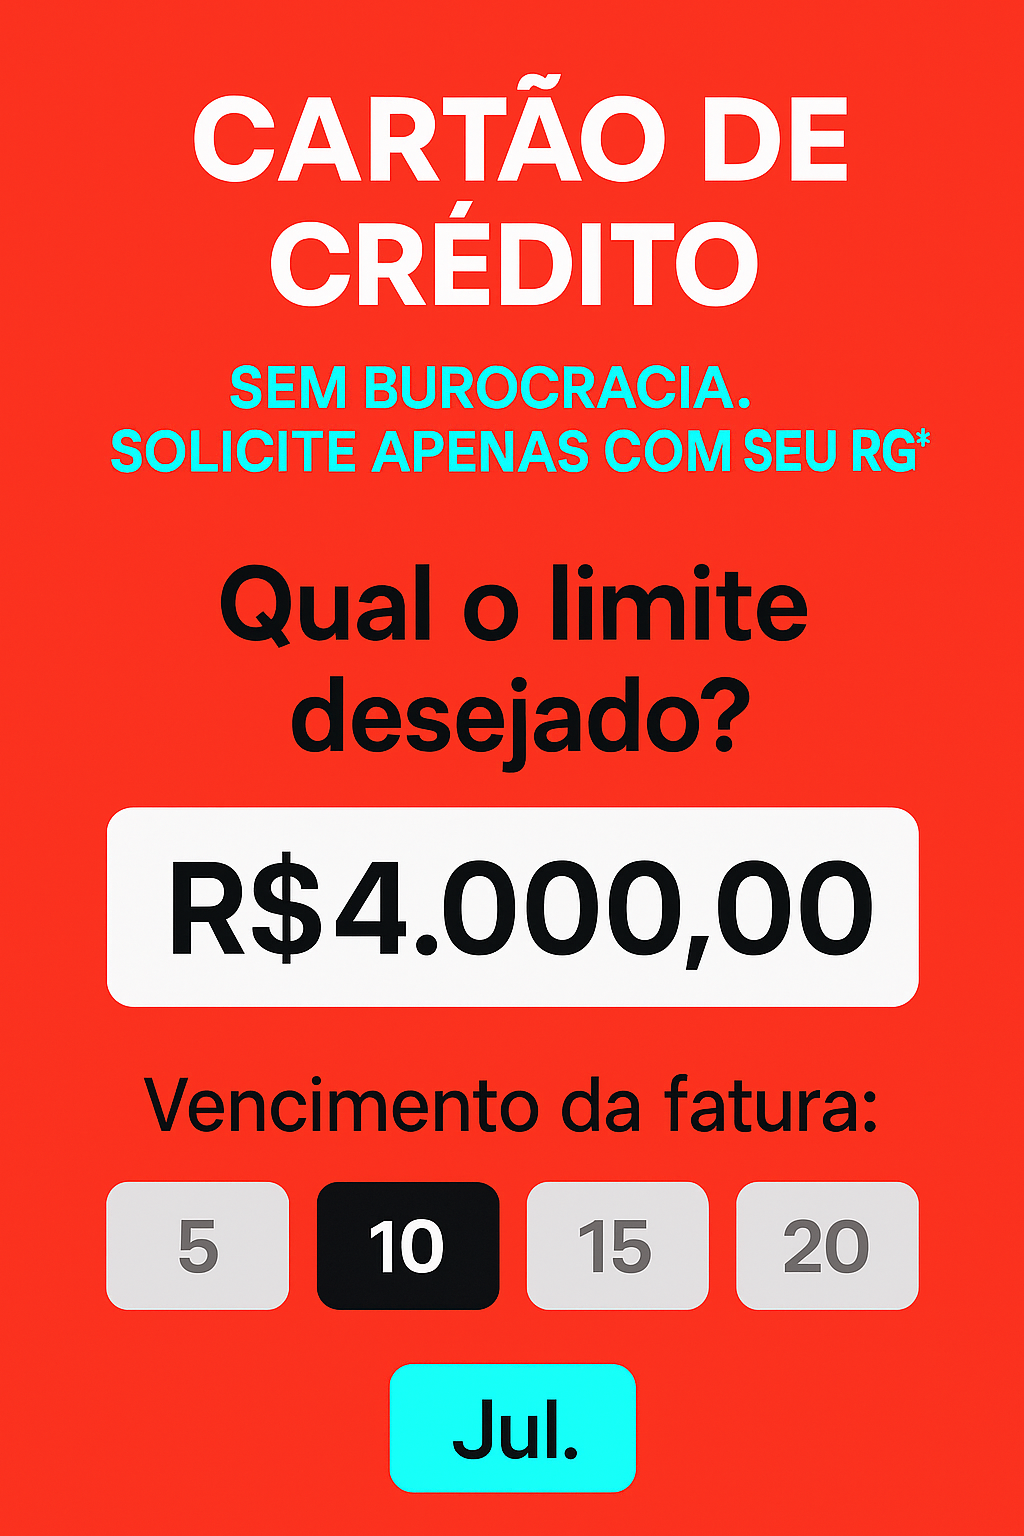 CARTÃO DE
CRÉDITO
SEM BUROCRACIA.
SOLICITE APENAS COM SEU RG*
Qual o limite
desejado?
R$4.000,00
Vencimento da fatura:
5 10 15 20
Jul.